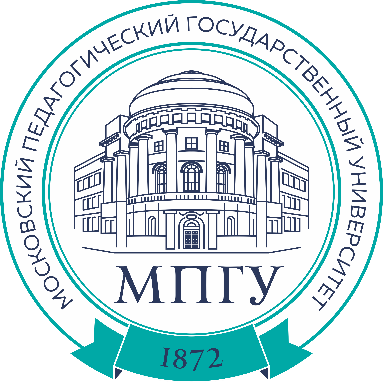 МОСКОВСКИЙ ПЕДАГОГИЧЕСКИЙ ГОСУДАРСТВЕННЫЙ УНИВЕРСИТЕТ
МПГУ
1872